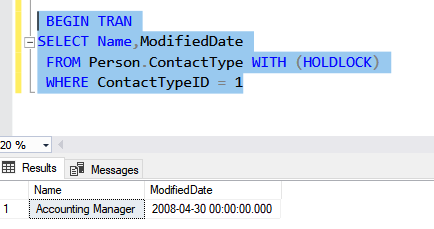 BEGIN TRAN
SELECT Name,ModifiedDate
FROM Person.ContactType WITH (HOLDLOCK)
WHERE ContactTypeID = 1
20 %
Results Messages
Name ModifiedDate
1 Accounting Manager 2008-04-30 00:00:00.000